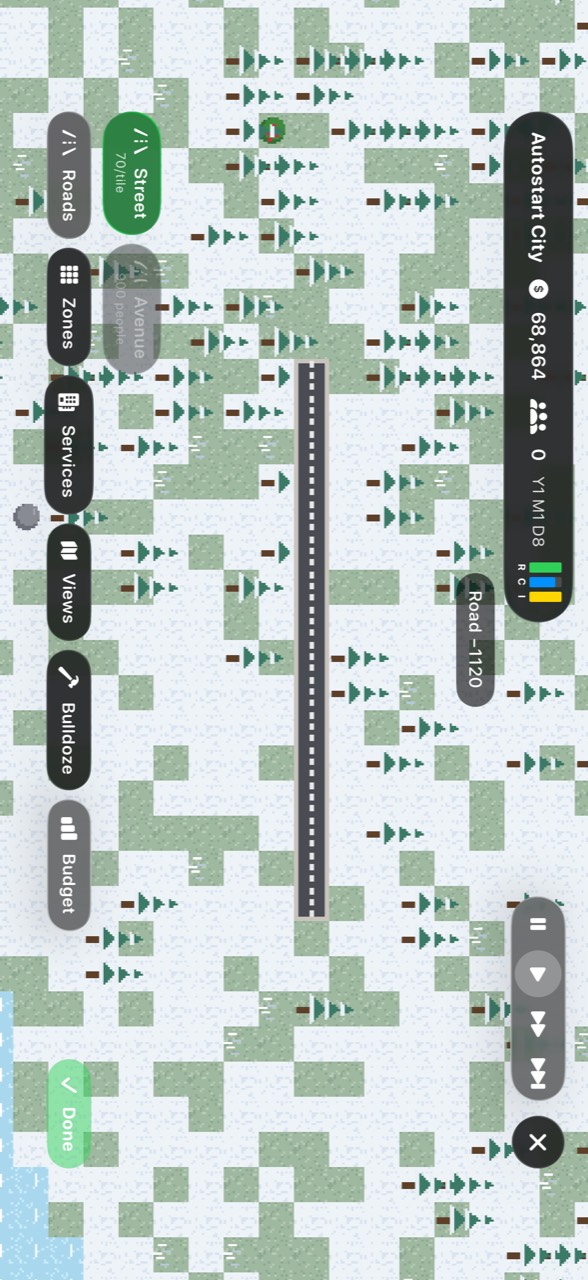 Autostart City $ 68,864 0 Y1 M1 D8
R C I
Road −1120
Street
70/tile
Avenue
900 people
Roads
Zones
Services
Views
Bulldoze
Budget
Done